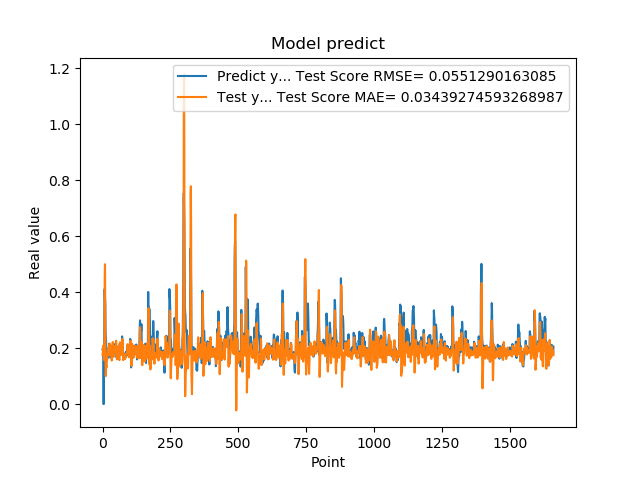 Model predict
Predict y... Test Score RMSE= 0.0551290163085
Test y... Test Score MAE= 0.03439274593268987
1.2
1.0
0.8
0.6
0.4
0.2
0.0
Real value
0 250 500 750 1000 1250 1500
Point